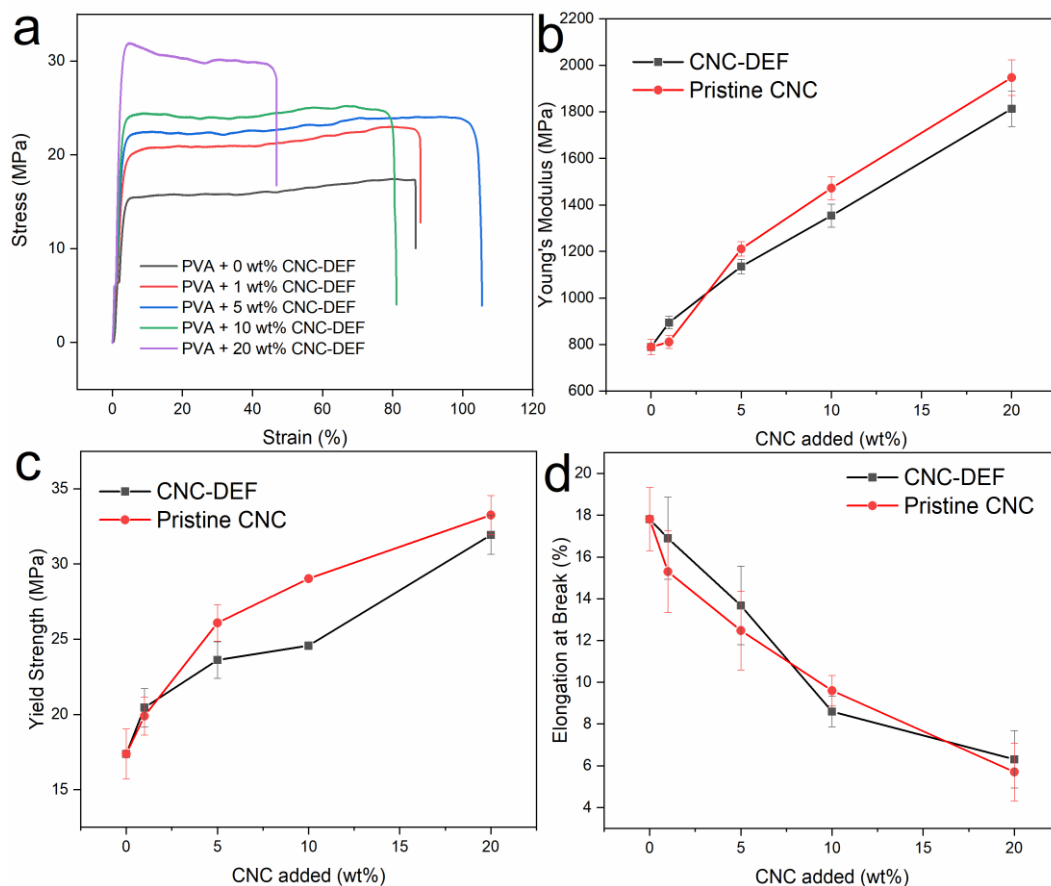 a
30
20
10
0
Stress (MPa)
PVA + 0 wt% CNC-DEF
PVA + 1 wt% CNC-DEF
PVA + 5 wt% CNC-DEF
PVA + 10 wt% CNC-DEF
PVA + 20 wt% CNC-DEF
0 20 40 60 80 100 120
Strain (%)
b
2200
2000
1800
1600
1400
1200
1000
800
600
Young's Modulus (MPa)
CNC-DEF
Pristine CNC
0 5 10 15 20
CNC added (wt%)
c
35
30
25
20
15
Yield Strength (MPa)
CNC-DEF
Pristine CNC
0 5 10 15 20
CNC added (wt%)
d
20
18
16
14
12
10
8
6
4
Elongation at Break (%)
CNC-DEF
Pristine CNC
0 5 10 15 20
CNC added (wt%)